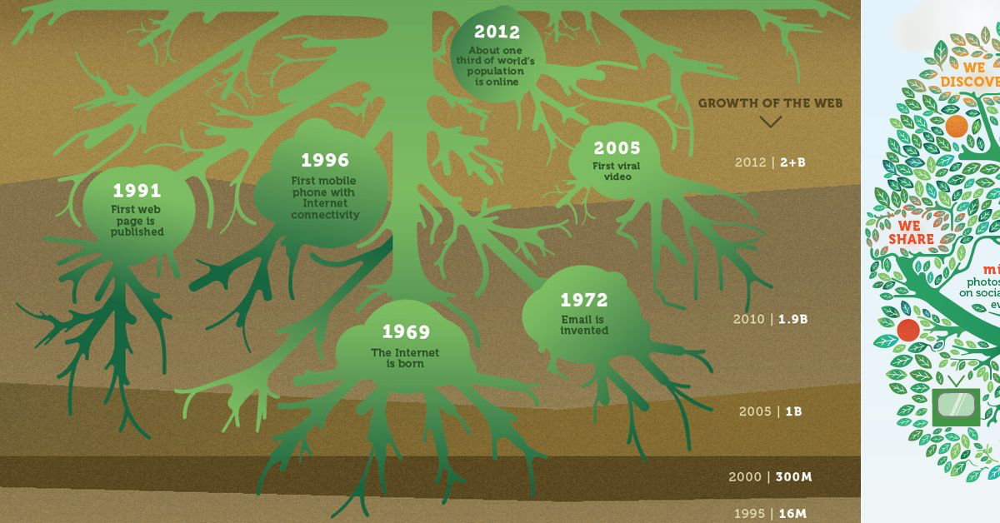 2012
About one
third of world's
population
is online
GROWTH OF THE WEB
2012 | 2+B
1996
First mobile
phone with
Internet
connectivity
2005
First viral
video
1991
First web
page is
published
1972
Email is
invented
2010 | 1.9B
1969
The Internet
is born
2005 | 1B
2000 | 300M
1995 | 16M
WE
DISCOVE
WE
SHARE
mi
photos
on socia
ev